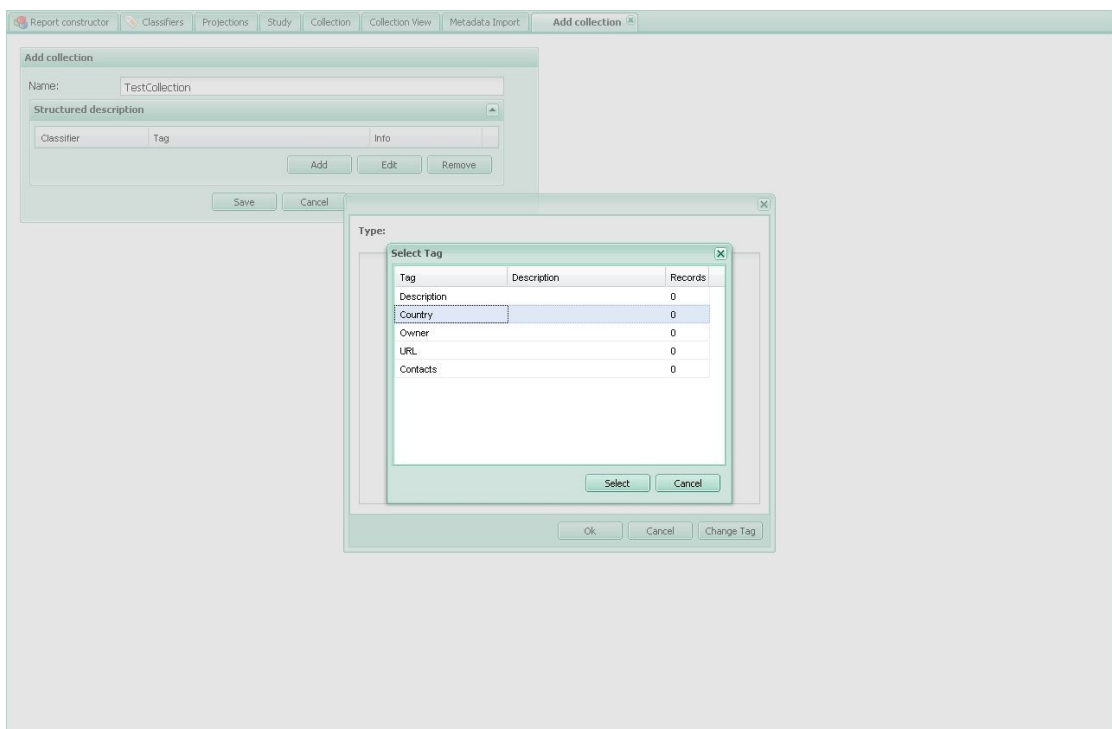 Report constructor Classifiers Projections Study Collection Collection View Metadata Import Add collection
Add collection
Name: TestCollection
Structured description
Classifier Tag Info
Add Edit Remove
Save Cancel
Type:
Select Tag
Tag Description Records
Description 0
Country 0
Owner 0
URL 0
Contacts 0
Select Cancel
Ok Cancel Change Tag